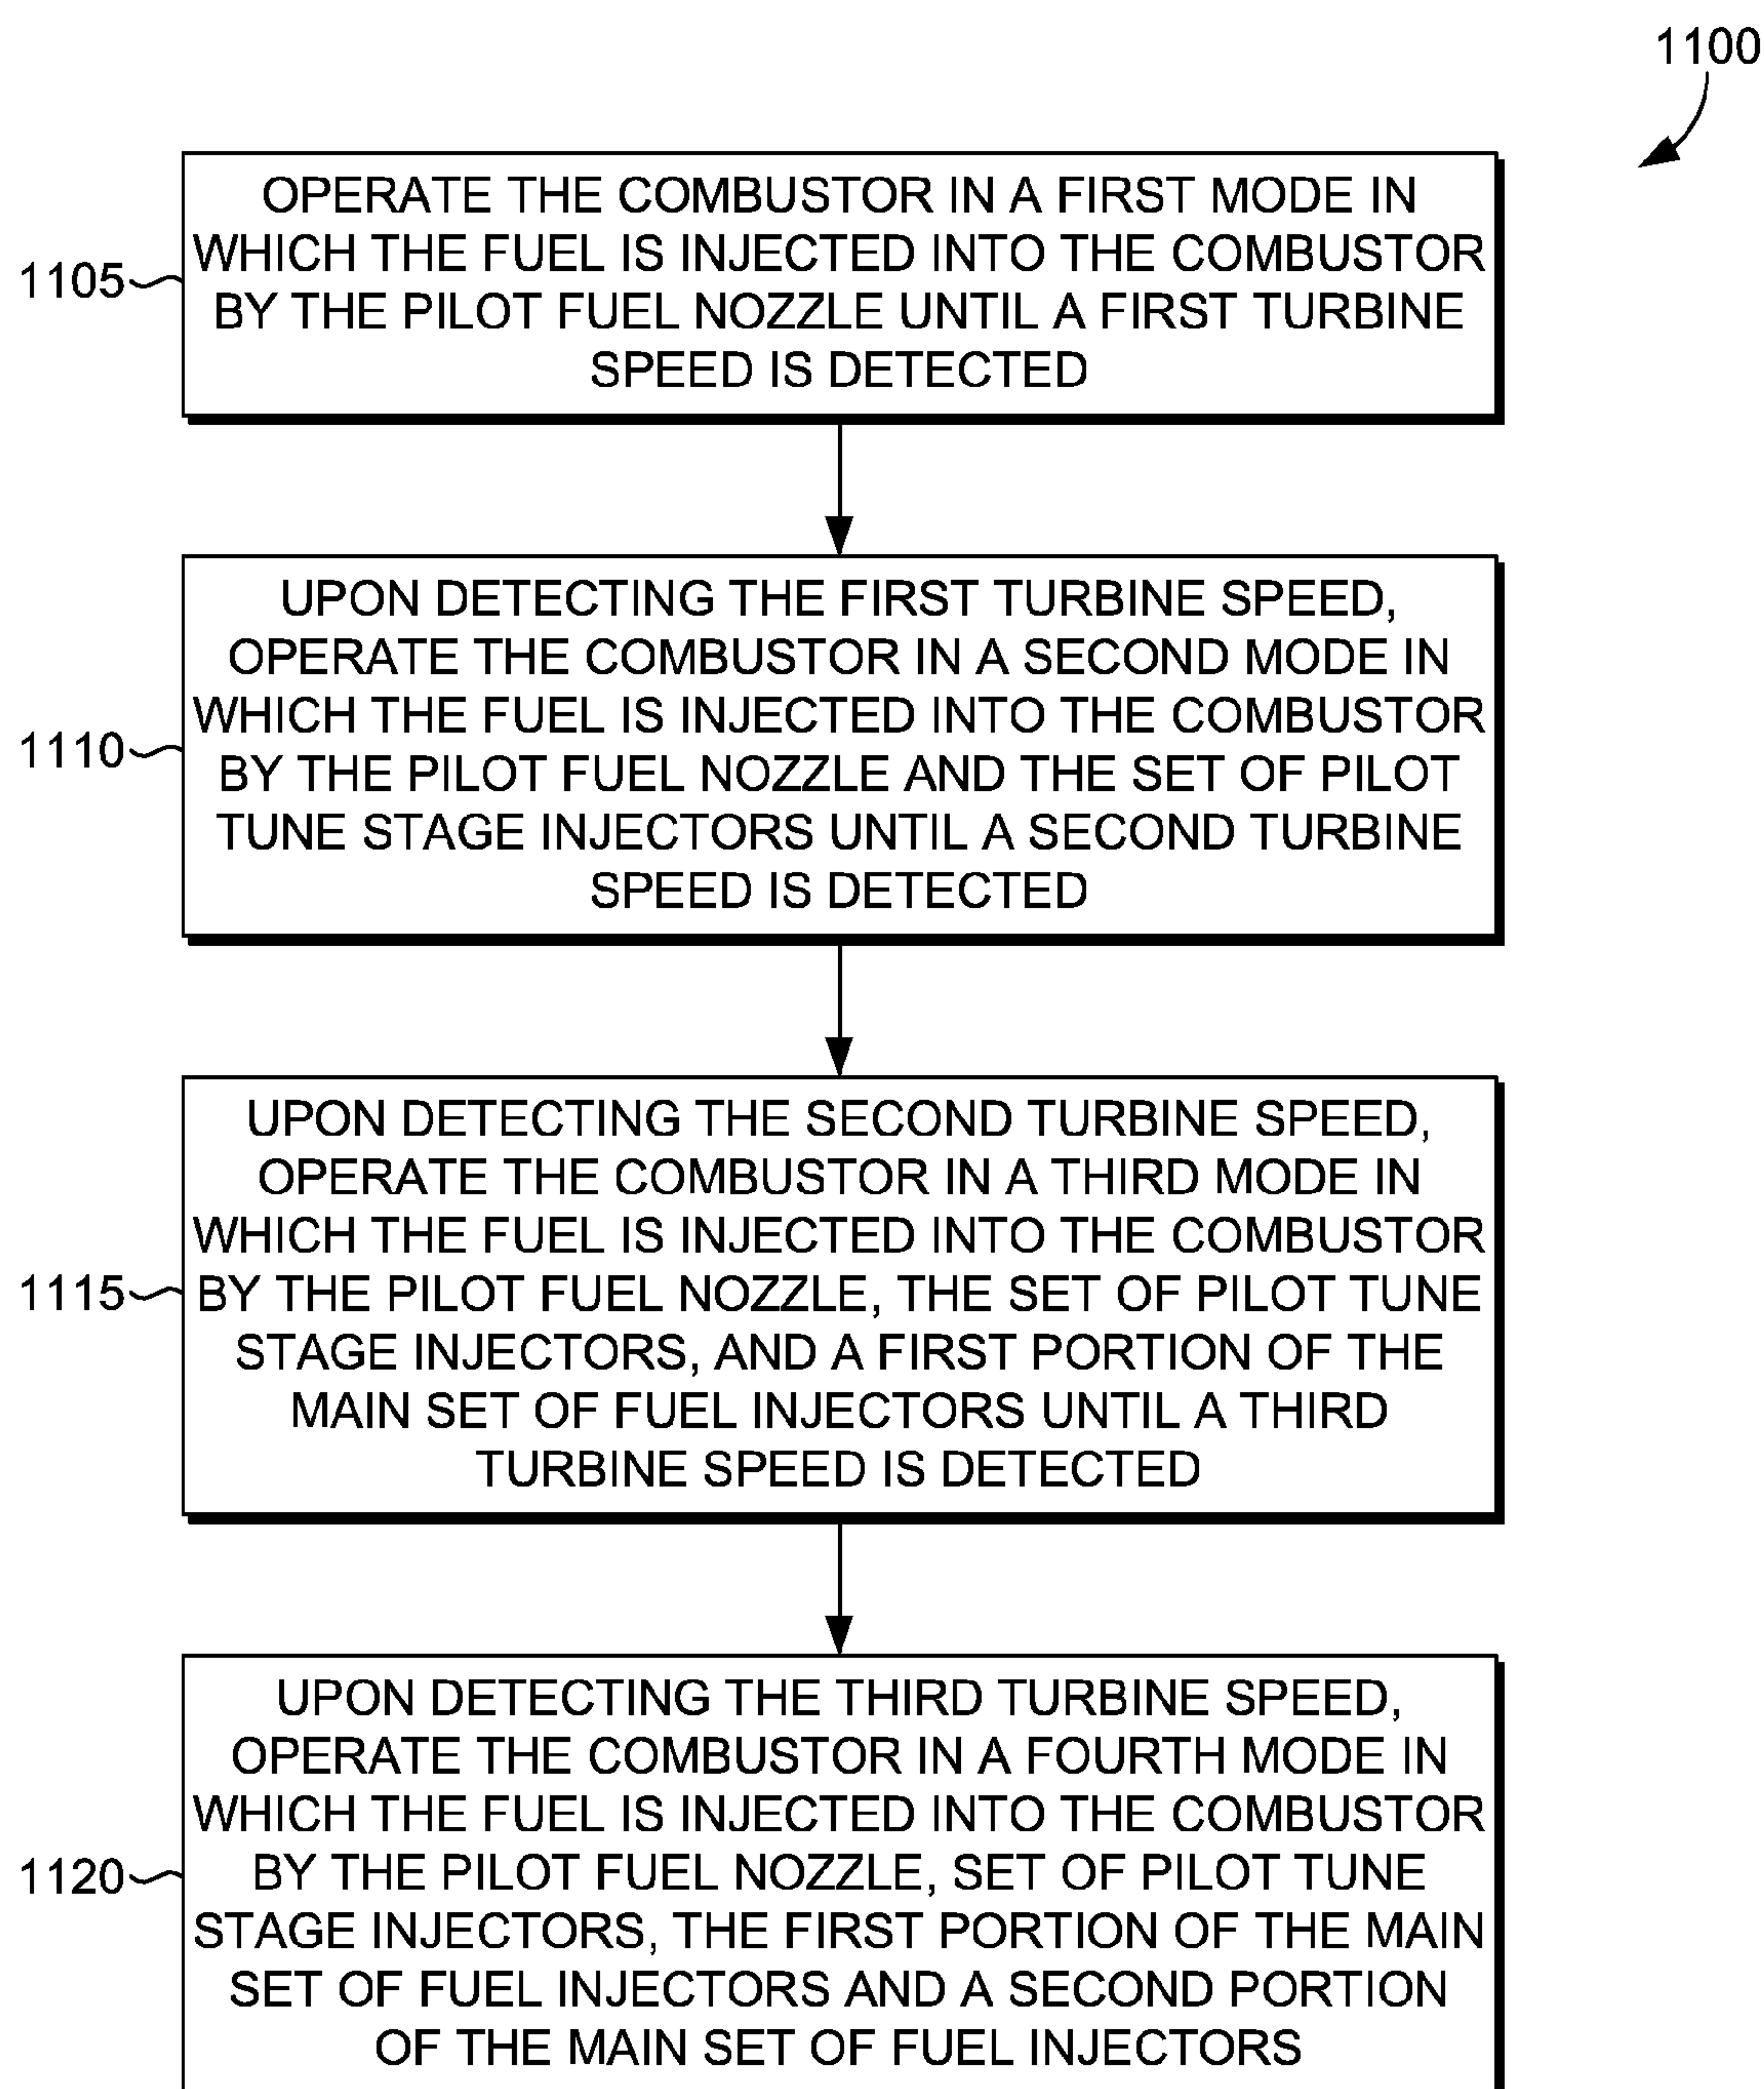 1100
OPERATE THE COMBUSTOR IN A FIRST MODE IN
WHICH THE FUEL IS INJECTED INTO THE COMBUSTOR
BY THE PILOT FUEL NOZZLE UNTIL A FIRST TURBINE
SPEED IS DETECTED
1105
UPON DETECTING THE FIRST TURBINE SPEED,
OPERATE THE COMBUSTOR IN A SECOND MODE IN
WHICH THE FUEL IS INJECTED INTO THE COMBUSTOR
BY THE PILOT FUEL NOZZLE AND THE SET OF PILOT
TUNE STAGE INJECTORS UNTIL A SECOND TURBINE
SPEED IS DETECTED
1110
UPON DETECTING THE SECOND TURBINE SPEED,
OPERATE THE COMBUSTOR IN A THIRD MODE IN
WHICH THE FUEL IS INJECTED INTO THE COMBUSTOR
BY THE PILOT FUEL NOZZLE, THE SET OF PILOT TUNE
STAGE INJECTORS, AND A FIRST PORTION OF THE
MAIN SET OF FUEL INJECTORS UNTIL A THIRD
TURBINE SPEED IS DETECTED
1115
UPON DETECTING THE THIRD TURBINE SPEED,
OPERATE THE COMBUSTOR IN A FOURTH MODE IN
WHICH THE FUEL IS INJECTED INTO THE COMBUSTOR
BY THE PILOT FUEL NOZZLE, SET OF PILOT TUNE
STAGE INJECTORS, THE FIRST PORTION OF THE MAIN
SET OF FUEL INJECTORS AND A SECOND PORTION
OF THE MAIN SET OF FUEL INJECTORS
1120